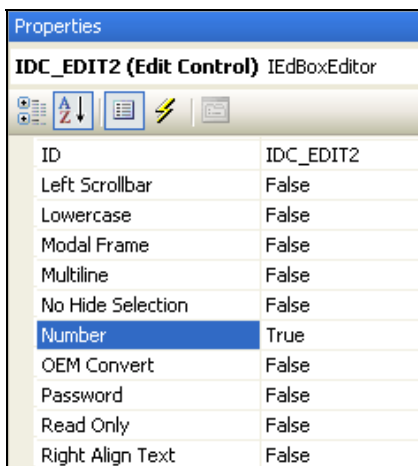 Properties
IDC_EDIT2 (Edit Control) IEdBoxEditor
A
Z
ID IDC_EDIT2
Left Scrollbar False
Lowercase False
Modal Frame False
Multiline False
No Hide Selection False
Number True
OEM Convert False
Password False
Read Only False
Right Align Text False